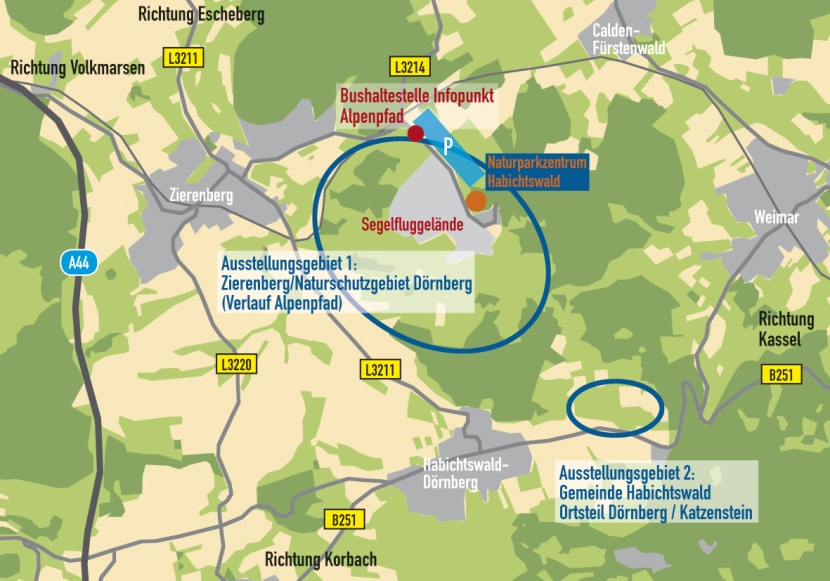 Richtung Escheberg
Calden-
Fürstenwald
L3211
Richtung Volkmarsen
L3214
Bushaltestelle Infopunkt
Alpenpfad
P
Naturparkzentrum
Habichtswald
Zierenberg
Segelfluggelände
Weimar
A44
Ausstellungsgebiet 1:
Zierenberg/Naturschutzgebiet Dörnberg
(Verlauf Alpenpfad)
Richtung
Kassel
L3220
L3211
B251
Habichtswald-
Dörnberg
Ausstellungsgebiet 2:
Gemeinde Habichtswald
Ortsteil Dörnberg / Katzenstein
B251
Richtung Korbach